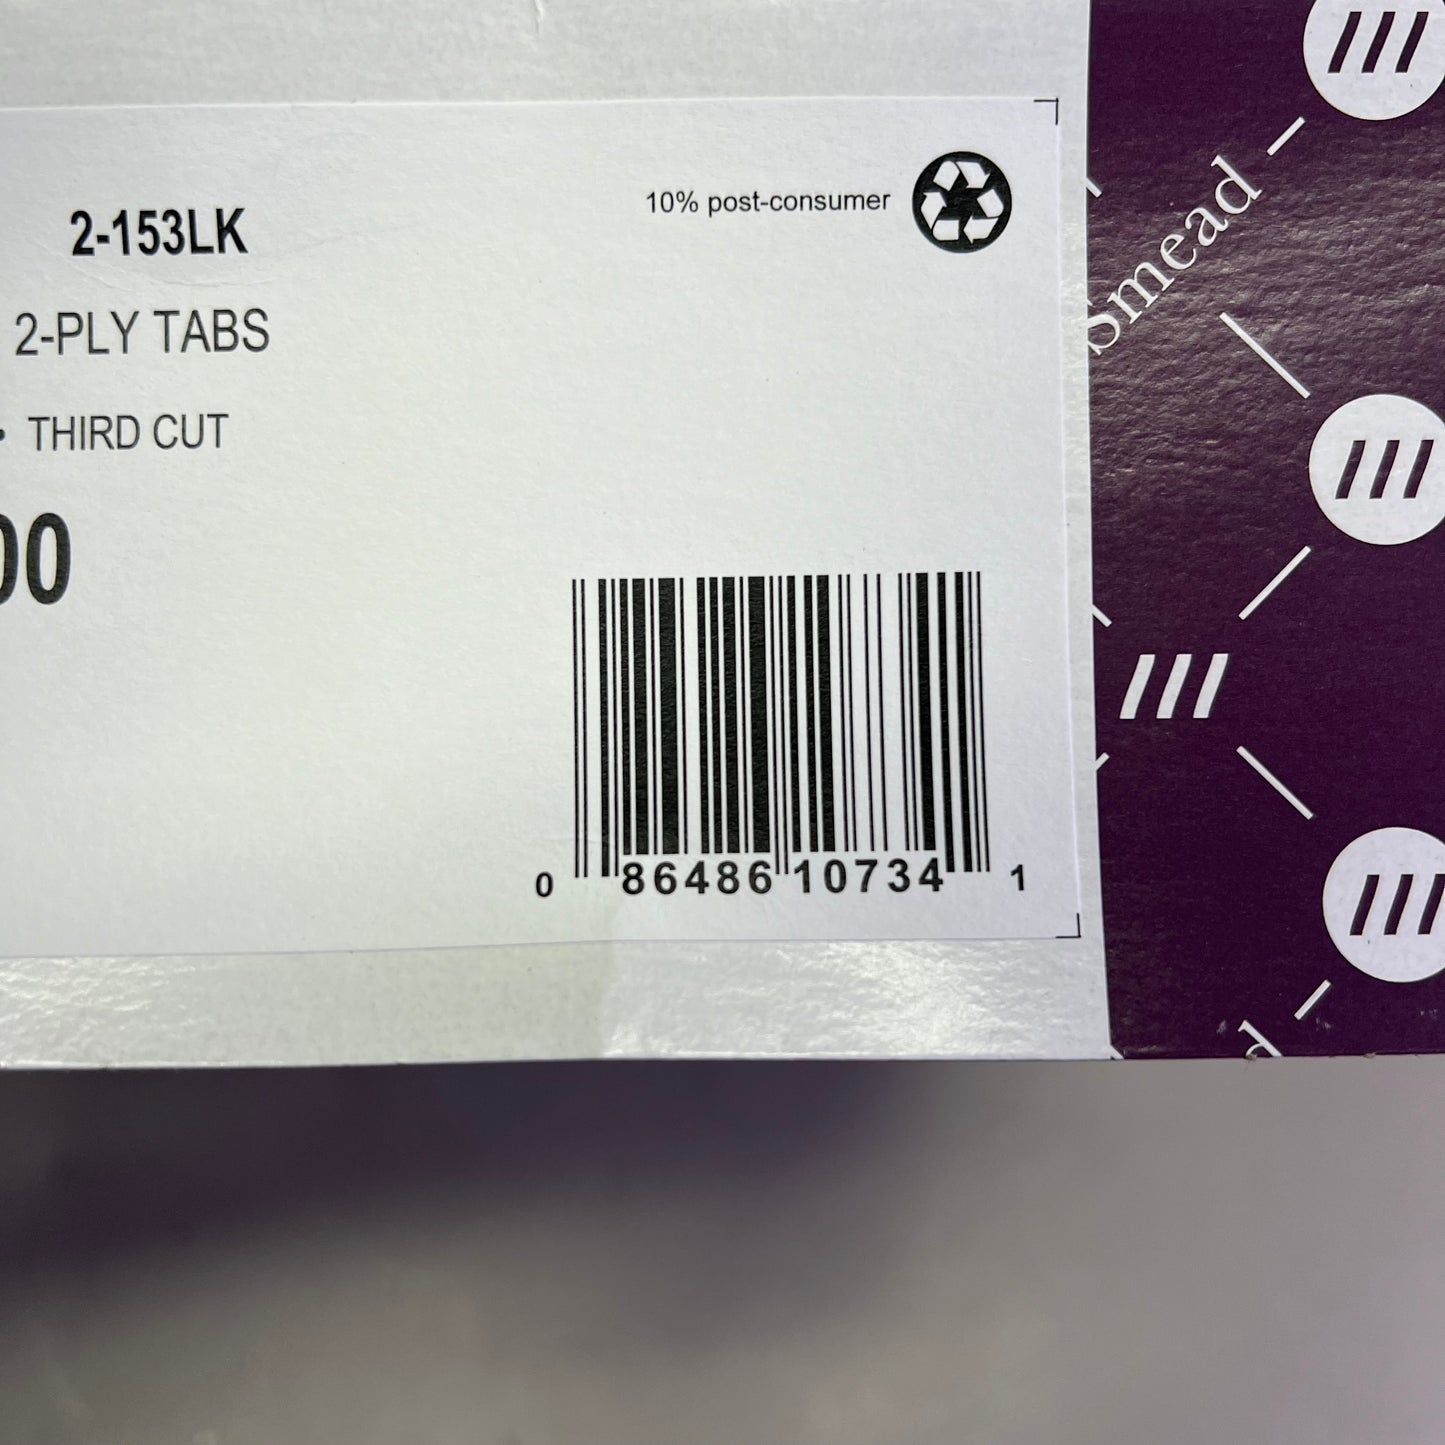 10% post-consumer
2-153LK
2-PLY TABS
• THIRD CUT
00
0 86486 10734 1
Smead
d